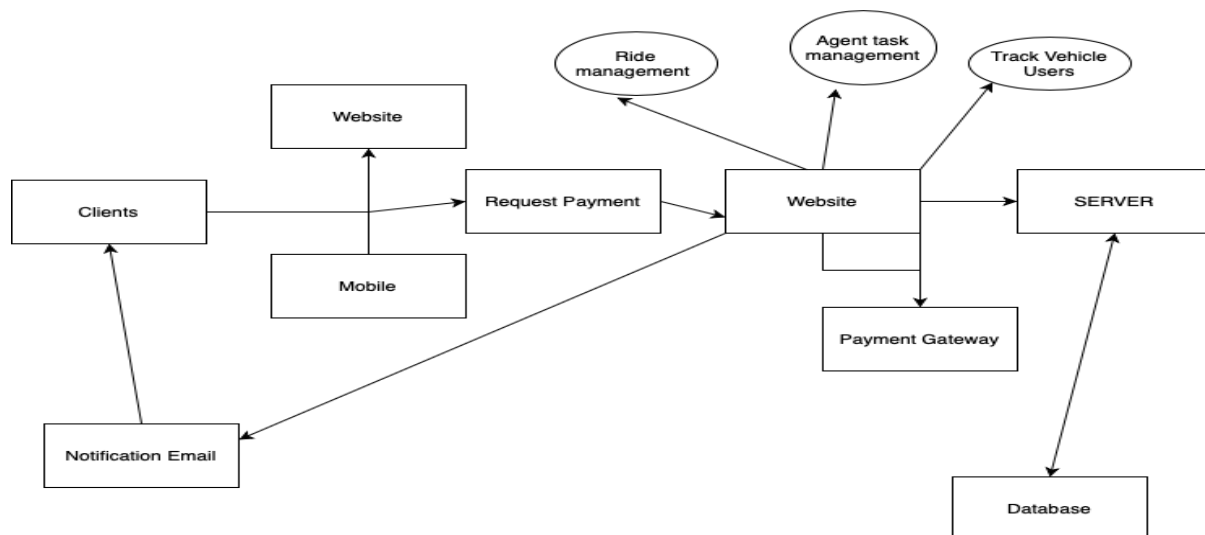 Ride
management
Agent task
management
Track Vehicle
Users
Website
Clients
Request Payment
Website
SERVER
Mobile
Payment Gateway
Notification Email
Database